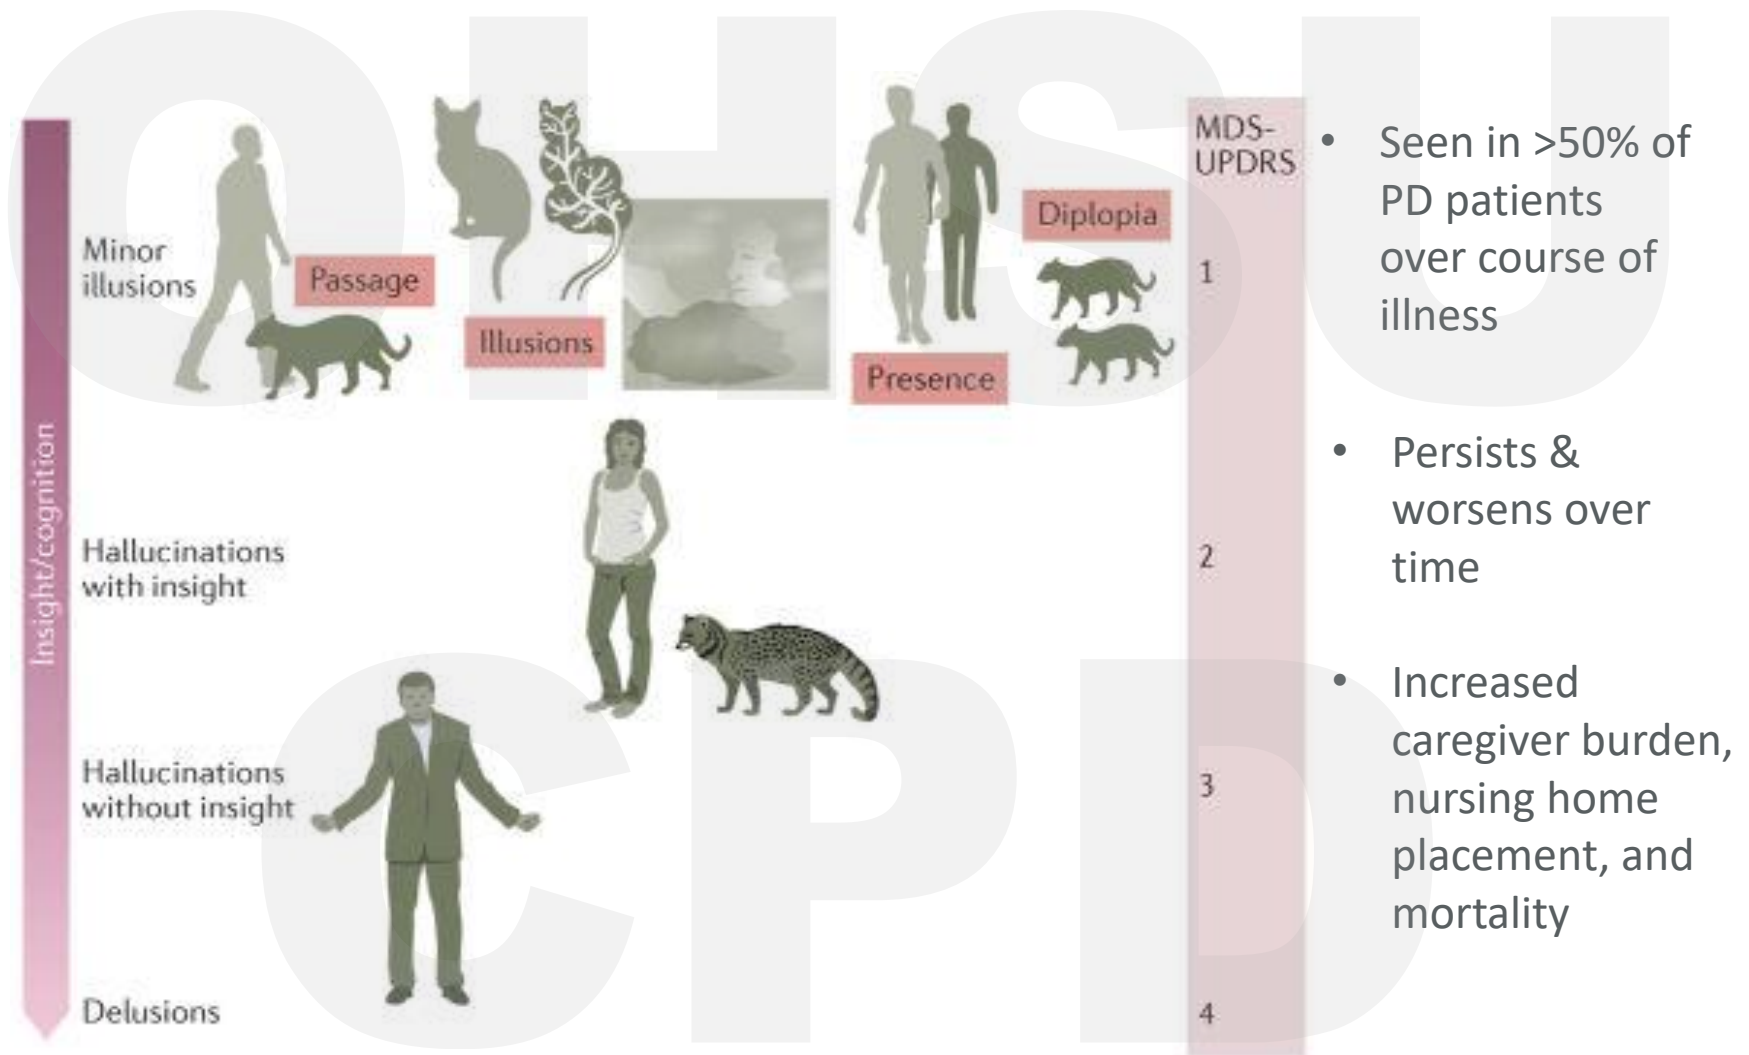 OHSU
CPD
Insight/cognition
Minor
illusions
Passage
Illusions
Presence
Diplopia
Hallucinations
with insight
Hallucinations
without insight
Delusions
MDS-
UPDRS
1
2
3
4
• Seen in >50% of
PD patients
over course of
illness
• Persists &
worsens over
time
• Increased
caregiver burden,
nursing home
placement, and
mortality